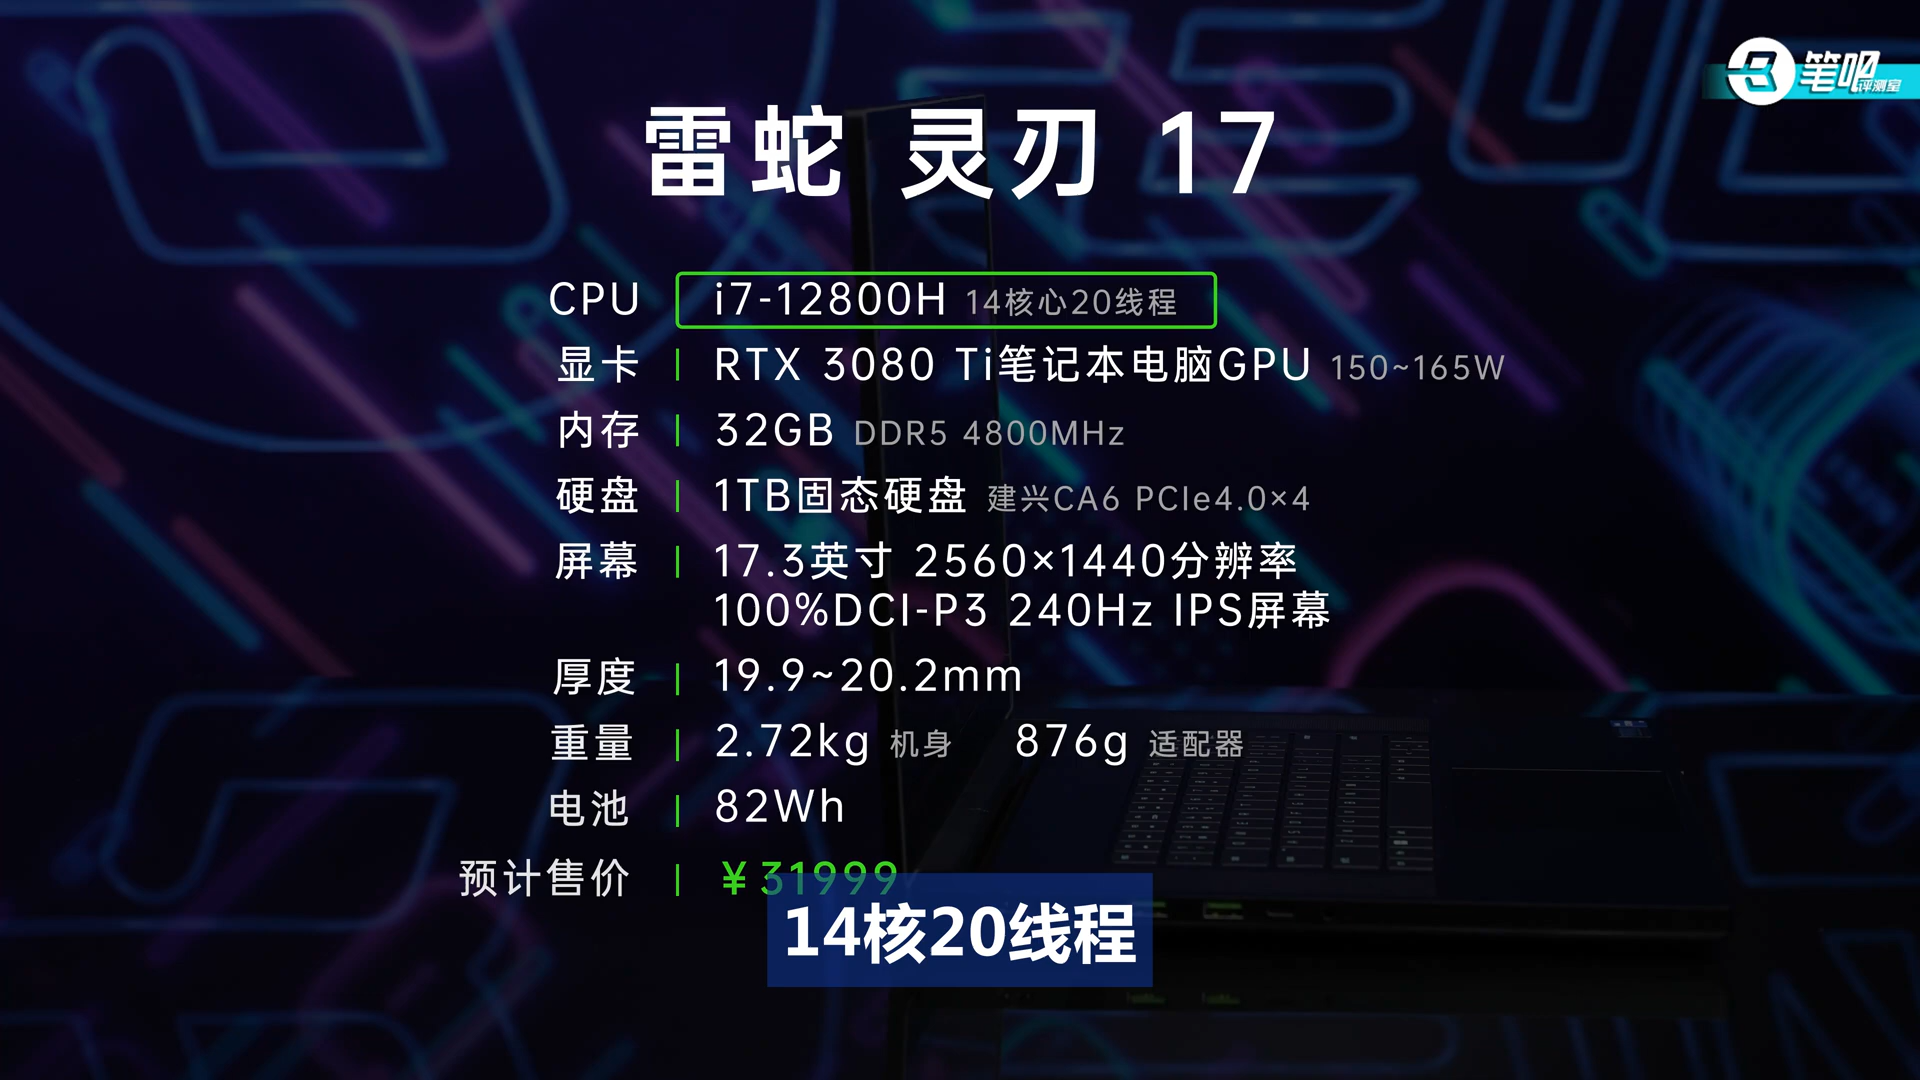 笔吧评测室
雷蛇 灵刃 17
CPU i7-12800H 14核心20线程
显卡 RTX 3080 Ti笔记本电脑GPU 150~165W
内存 32GB DDR5 4800MHz
硬盘 1TB固态硬盘 建兴CA6 PCIe4.0×4
屏幕 17.3英寸 2560×1440分辨率
100%DCI-P3 240Hz IPS屏幕
厚度 19.9~20.2mm
重量 2.72kg 机身 876g 适配器
电池 82Wh
预计售价 ¥31999
14核20线程